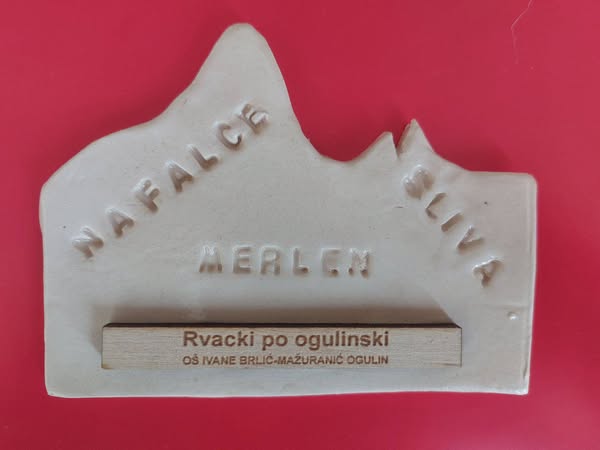 NAFALCE
SLIVA
MERLEN
Rvacki po ogulinski
OŠ IVANE BRLIĆ-MAŽURANIĆ OGULIN